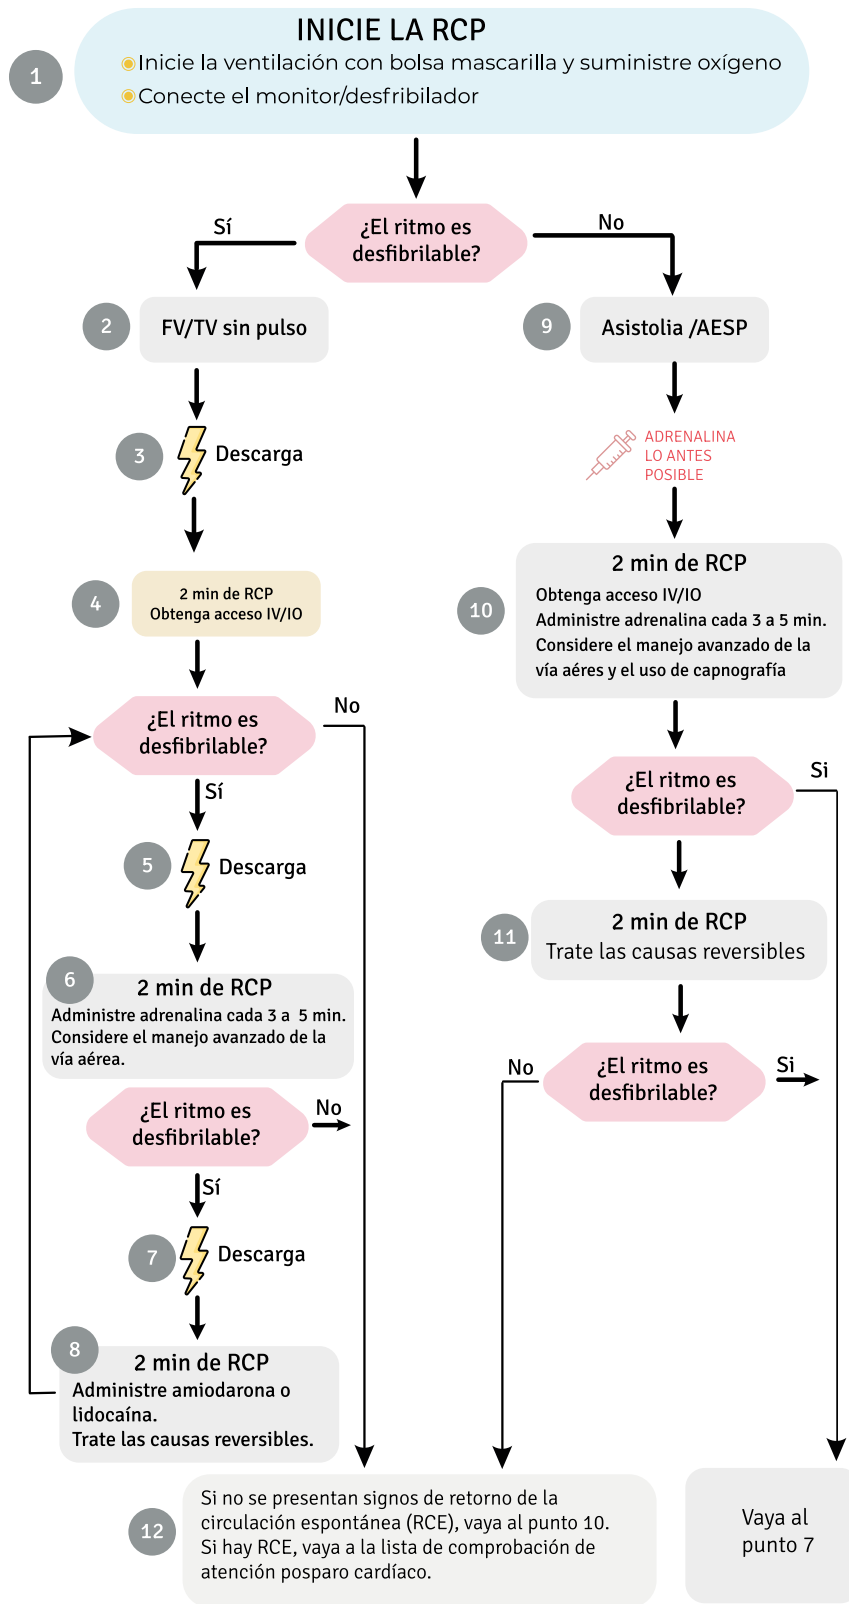 INICIE LA RCP
Inicie la ventilación con bolsa mascarilla y suministre oxígeno
1
Conecte el monitor/desfribilador
¿El ritmo es
desfibrilable?
Sí
No
2
FV/TV sin pulso
9
Asistolia /AESP
3
Descarga
ADRENALINA
LO ANTES
POSIBLE
4
2 min de RCP
Obtenga acceso IV/IO
10
2 min de RCP
Obtenga acceso IV/IO
Administre adrenalina cada 3 a 5 min.
Considere el manejo avanzado de la
vía aéres y el uso de capnografía
¿El ritmo es
desfibrilable?
No
Sí
¿El ritmo es
desfibrilable?
Si
5
Descarga
11
2 min de RCP
Trate las causas reversibles
6
2 min de RCP
Administre adrenalina cada 3 a 5 min.
Considere el manejo avanzado de la
vía aérea.
¿El ritmo es
desfibrilable?
No
Si
¿El ritmo es
desfibrilable?
No
Sí
7
Descarga
8
2 min de RCP
Administre amiodarona o
lidocaína.
Trate las causas reversibles.
12
Si no se presentan signos de retorno de la
circulación espontánea (RCE), vaya al punto 10.
Si hay RCE, vaya a la lista de comprobación de
atención posparo cardíaco.
Vaya al
punto 7